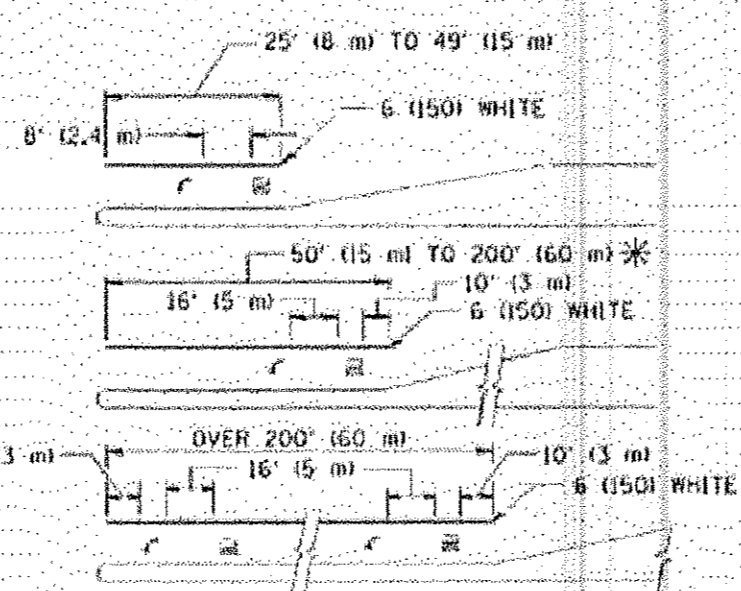 25' (8 m) TO 49' (15 m)
6 (150) WHITE
8' (2.4 m)
50' (15 m) TO 200' (60 m) *
16' (5 m)
10' (3 m)
6 (150) WHITE
OVER 200' (60 m)
3 m)
16' (5 m)
10' (3 m)
6 (150) WHITE